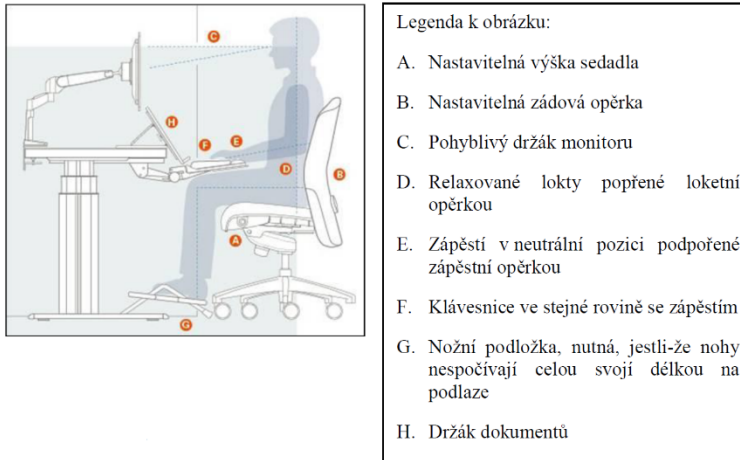 C
H
F
E
D
B
A
G
Legenda k obrázku:
A. Nastavitelná výška sedadla
B. Nastavitelná zádová opěrka
C. Pohyblivý držák monitoru
D. Relaxované lokty popřené loketní
opěrkou
E. Zápěstí v neutrální pozici podpořené
zápěstní opěrkou
F. Klávesnice ve stejné rovině se zápěstím
G. Nožní podložka, nutná, jestli-že nohy
nespočívají celou svojí délkou na
podlaze
H. Držák dokumentů